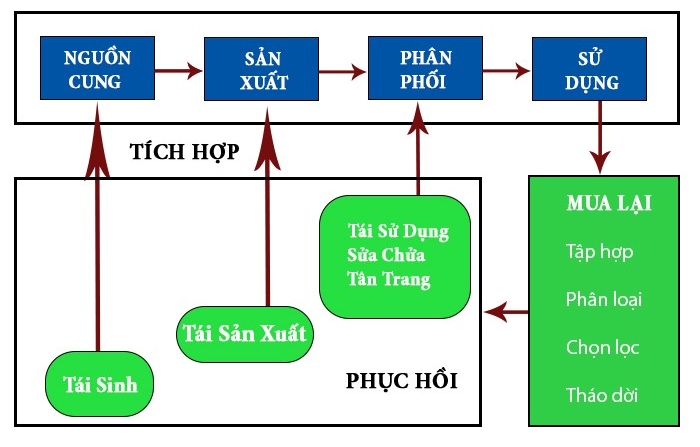 NGUỒN
CUNG
SẢN
XUẤT
PHÂN
PHỐI
SỬ
DỤNG
TÍCH HỢP
MUA LẠI
Tập hợp
Phân loại
Chọn lọc
Tháo dời
Tái Sử Dụng
Sửa Chửa
Tân Trang
Tái Sản Xuất
Tái Sinh
PHỤC HỒI